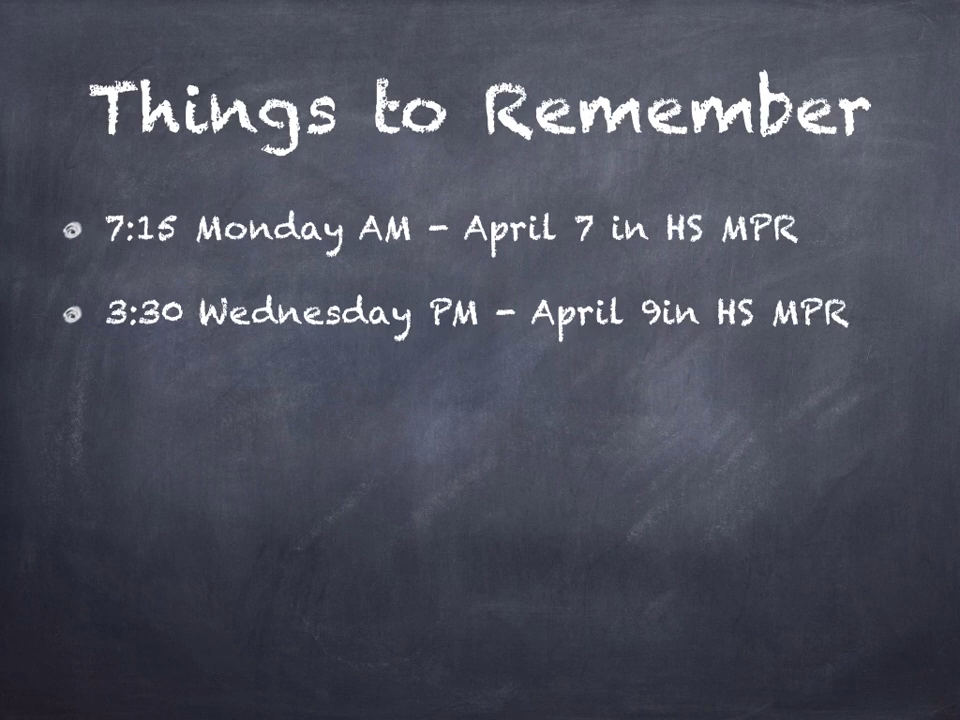 Things to Remember
7:15 Monday AM - April 7 in HS MPR
3:30 Wednesday PM - April 9in HS MPR